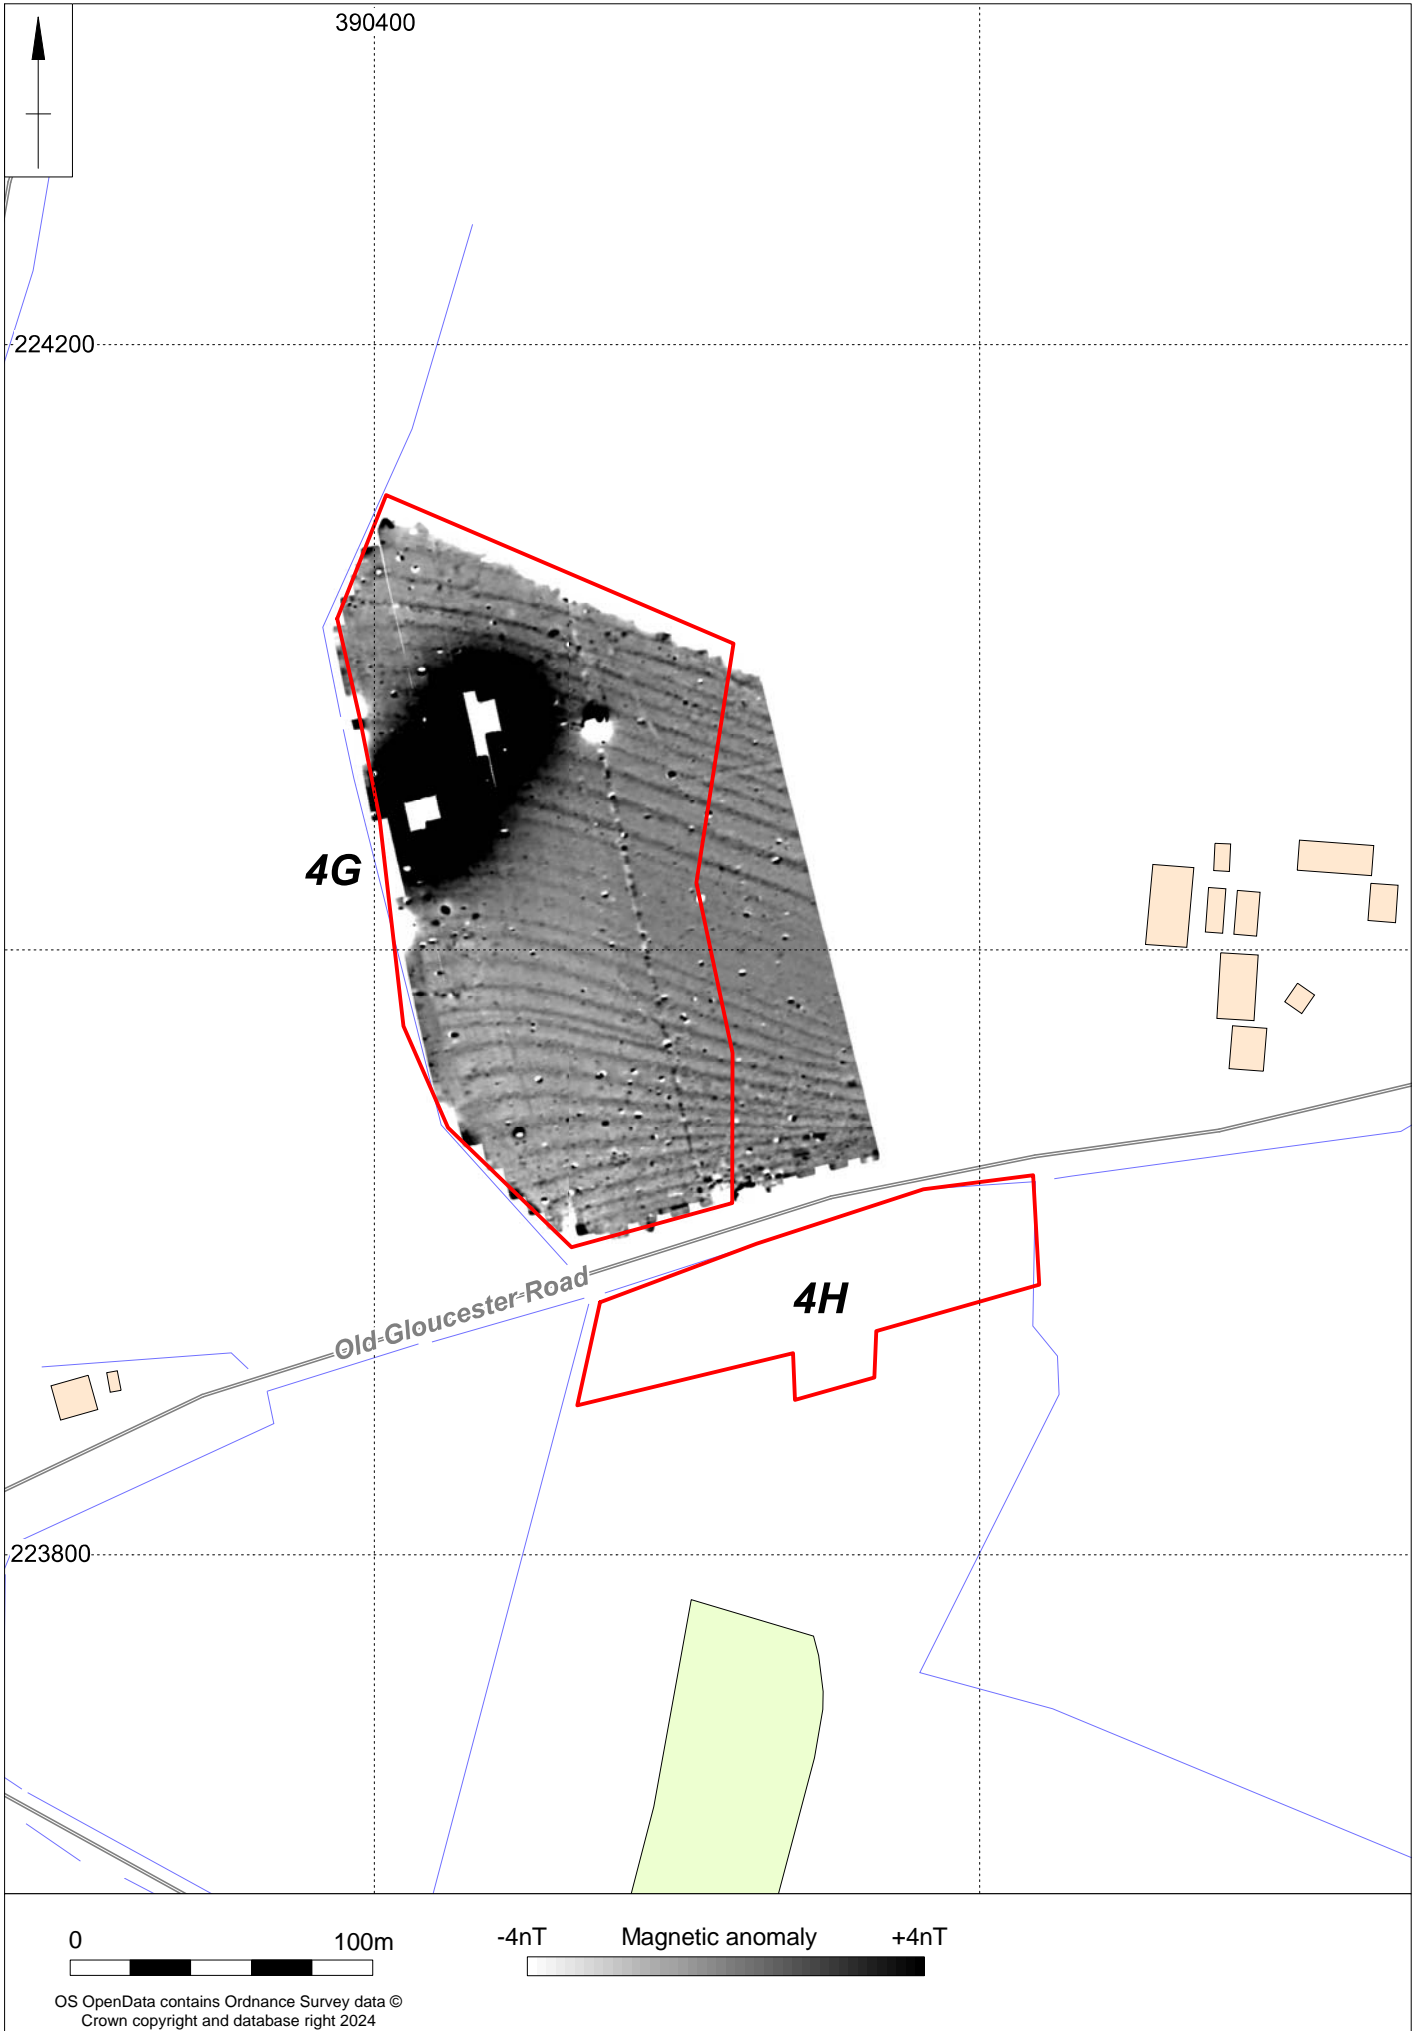 390400
224200
4G
4H
Old Gloucester Road
223800
0 100m
-4nT Magnetic anomaly +4nT
OS OpenData contains Ordnance Survey data ©
Crown copyright and database right 2024